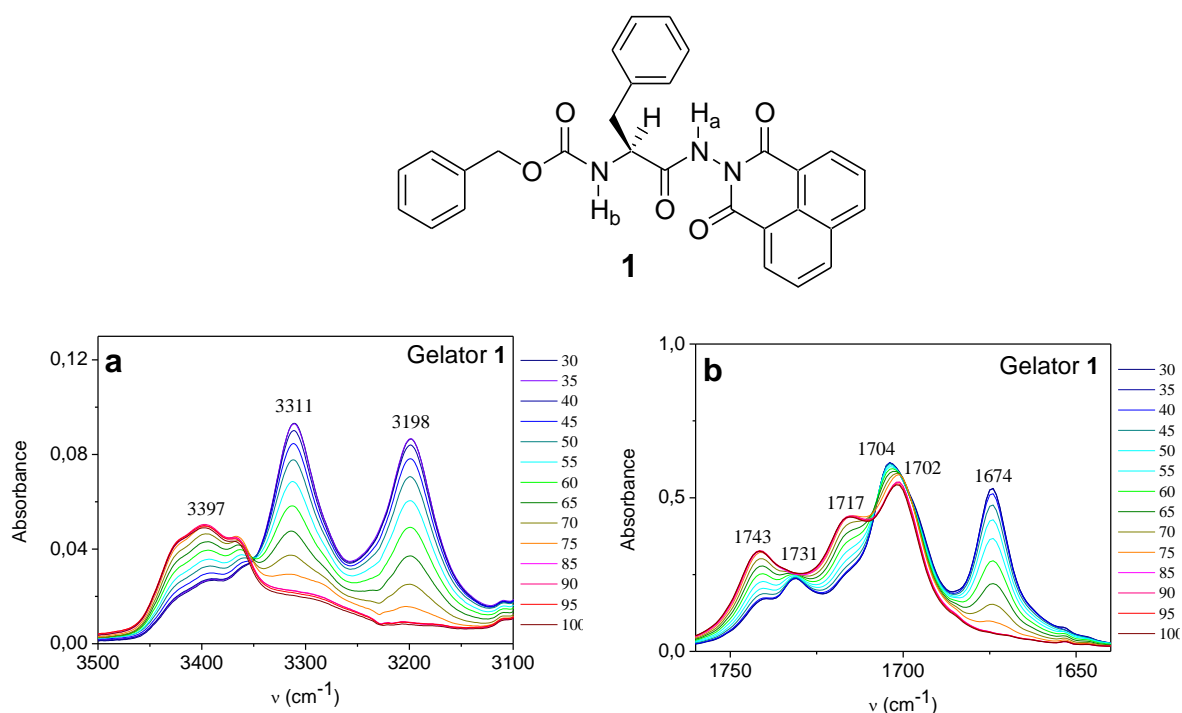 H
H
a
O
O
O
N
N
N
H
b
O
O
1
a
Gelator 1
0,12
0,08
0,04
0,00
Absorbance
3397
3311
3198
3500
3400
3300
3200
3100
ν (cm-1)
30
35
40
45
50
55
60
65
70
75
85
90
95
100
b
Gelator 1
1,0
0,5
0,0
Absorbance
1743
1731
1717
1704
1702
1674
1750
1700
1650
ν (cm-1)
30
35
40
45
50
55
60
65
70
75
85
90
95
100